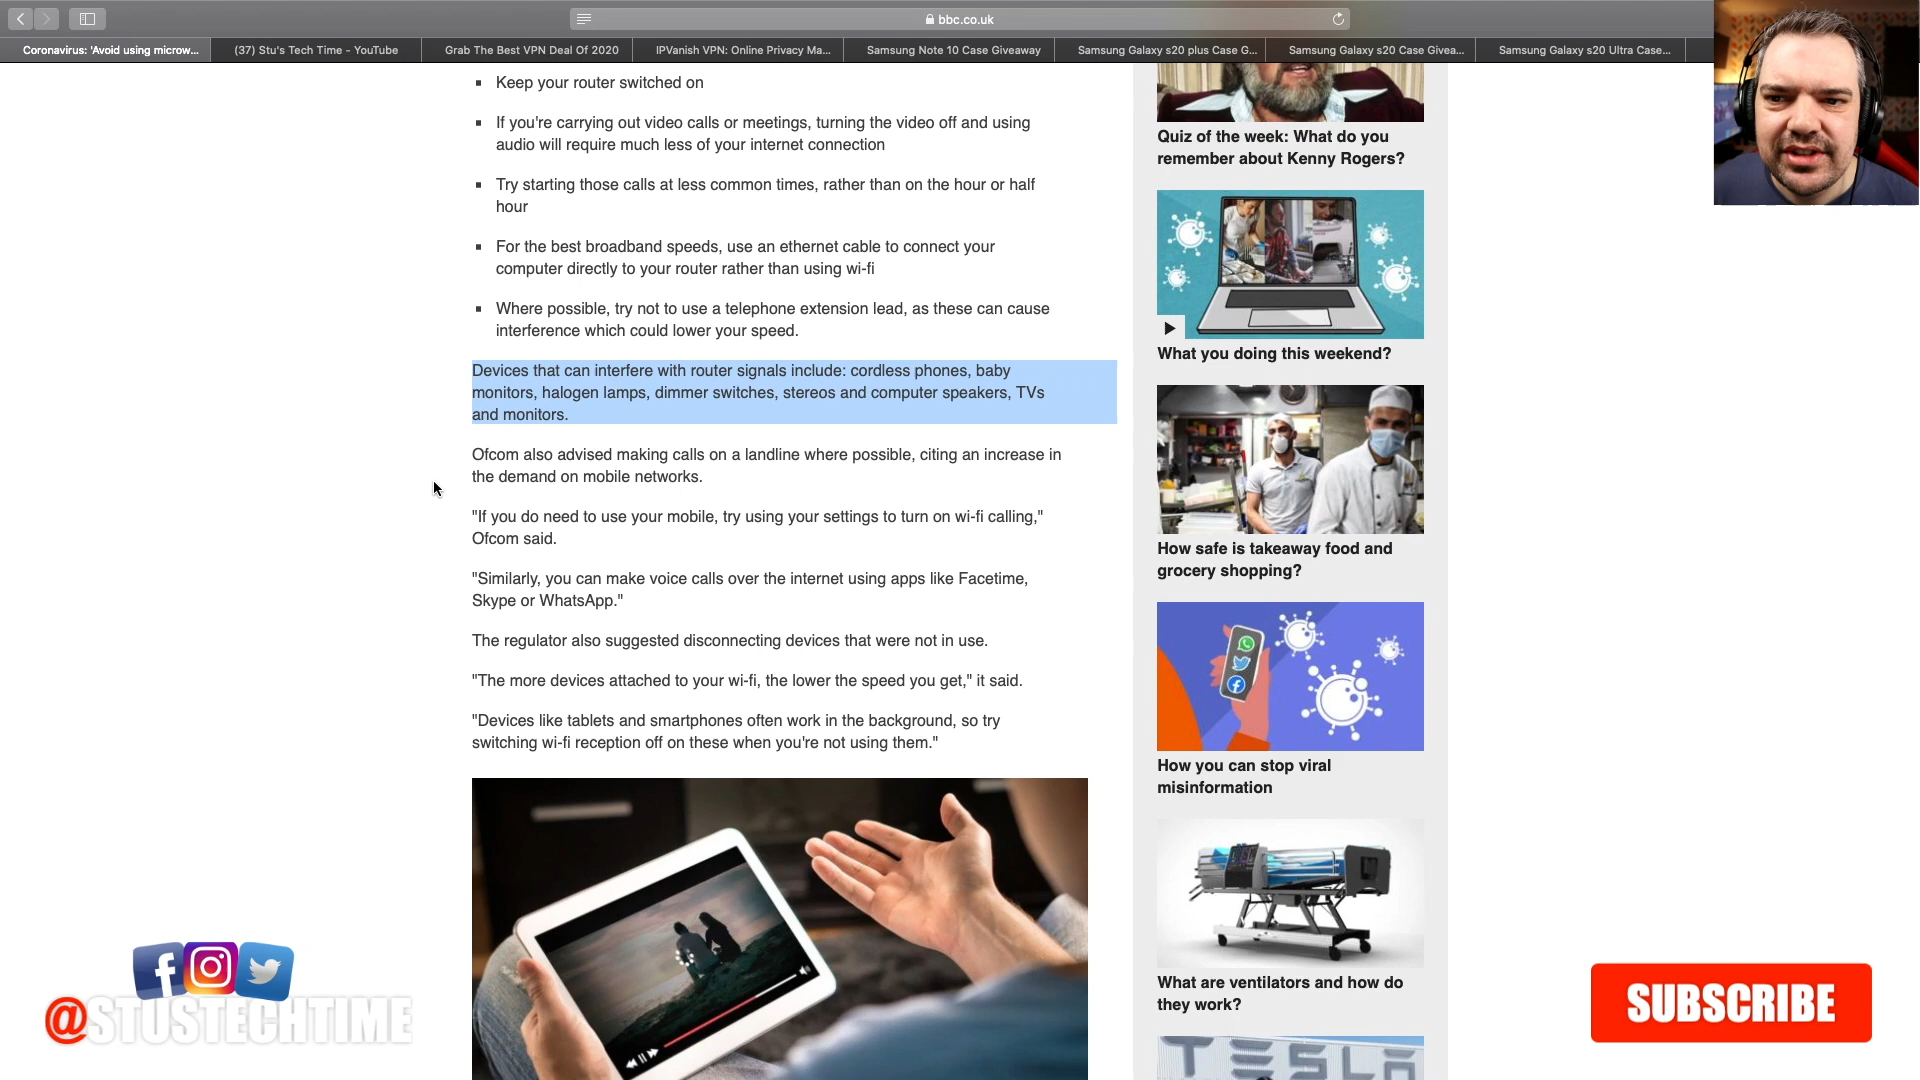 bbc.co.uk
Coronavirus: 'Avoid using microw...
(37) Stu's Tech Time - YouTube
Grab The Best VPN Deal Of 2020
IPVanish VPN: Online Privacy Ma...
Samsung Note 10 Case Giveaway
Samsung Galaxy s20 plus Case G...
Samsung Galaxy s20 Case Givea...
Samsung Galaxy s20 Ultra Case...
Keep your router switched on
If you're carrying out video calls or meetings, turning the video off and using
audio will require much less of your internet connection
Try starting those calls at less common times, rather than on the hour or half
hour
For the best broadband speeds, use an ethernet cable to connect your
computer directly to your router rather than using wi-fi
Where possible, try not to use a telephone extension lead, as these can cause
interference which could lower your speed.
Devices that can interfere with router signals include: cordless phones, baby
monitors, halogen lamps, dimmer switches, stereos and computer speakers, TVs
and monitors.
Ofcom also advised making calls on a landline where possible, citing an increase in
the demand on mobile networks.
"If you do need to use your mobile, try using your settings to turn on wi-fi calling,"
Ofcom said.
"Similarly, you can make voice calls over the internet using apps like Facetime,
Skype or WhatsApp."
The regulator also suggested disconnecting devices that were not in use.
"The more devices attached to your wi-fi, the lower the speed you get," it said.
"Devices like tablets and smartphones often work in the background, so try
switching wi-fi reception off on these when you're not using them."
Quiz of the week: What do you
remember about Kenny Rogers?
What you doing this weekend?
How safe is takeaway food and
grocery shopping?
How you can stop viral
misinformation
What are ventilators and how do
they work?
TESLA
@STUSTECHTIME
SUBSCRIBE